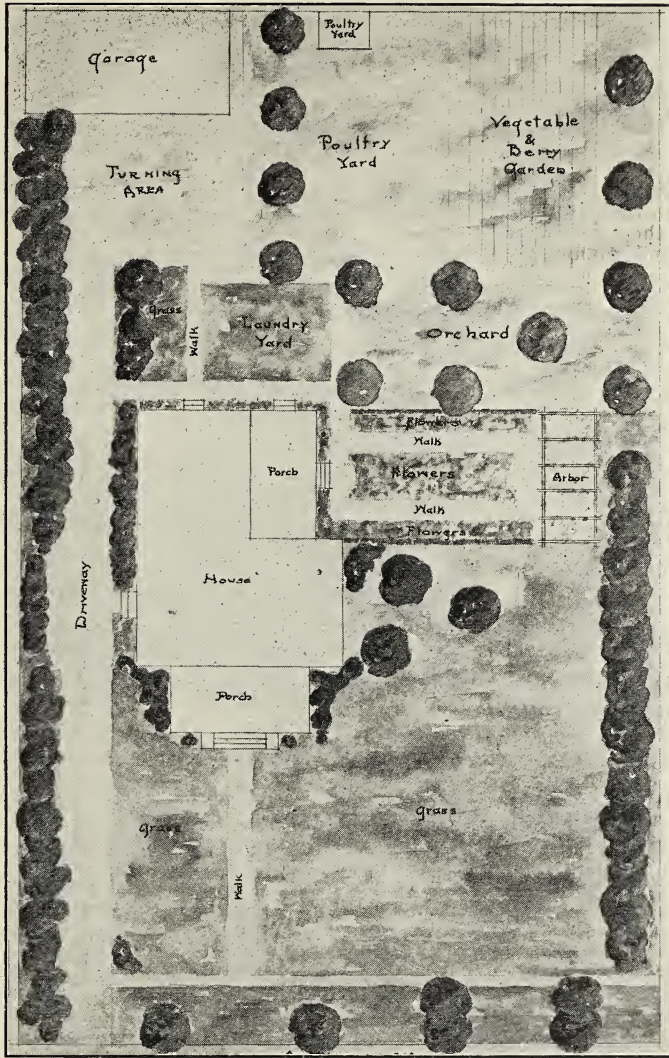 Poultry
Yard
Garage
Poultry
Yard
Vegetable
&
Berry
Garden
Turning
Area
Grass
Walk
Laundry
Yard
Orchard
Flowers
Walk
Flowers
Walk
Flowers
Arbor
Porch
House
Driveway
Porch
Grass
Grass
Walk